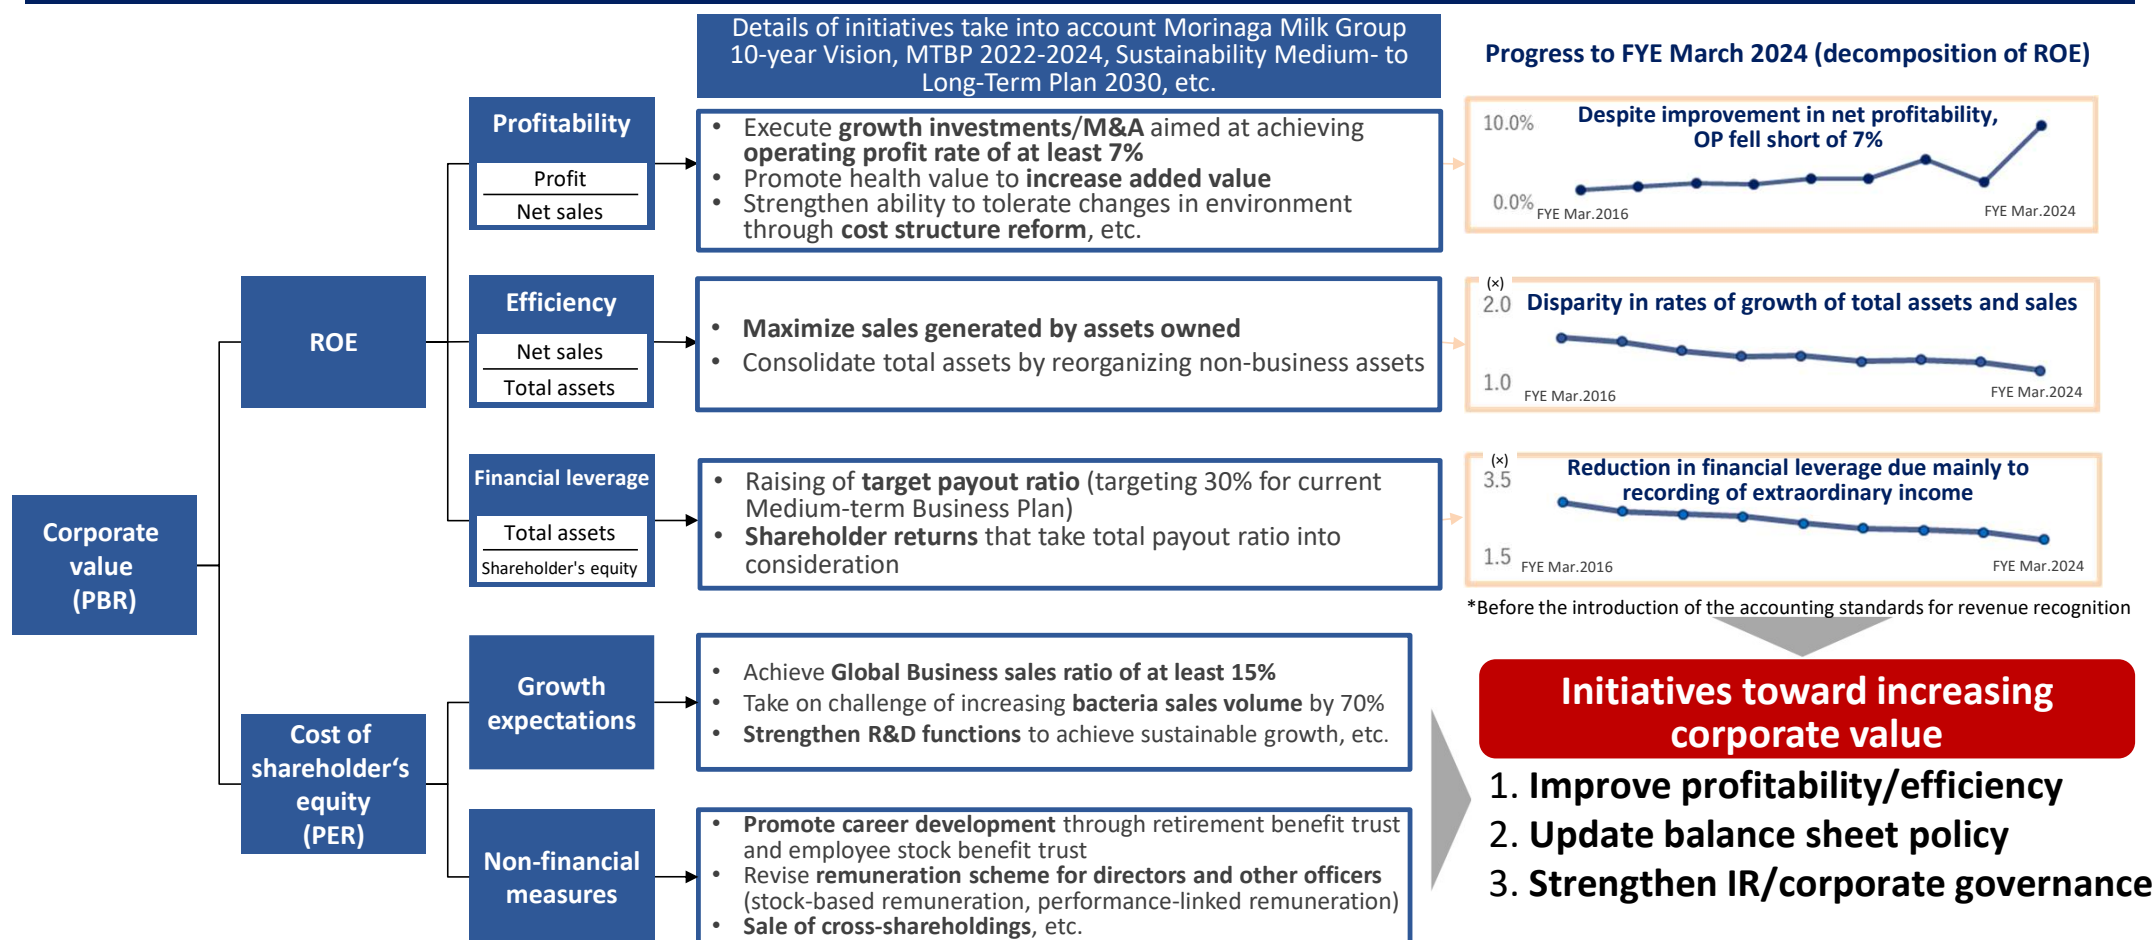 Details of initiatives take into account Morinaga Milk Group
10-year Vision, MTBP 2022-2024, Sustainability Medium- to
Long-Term Plan 2030, etc.
Progress to FYE March 2024 (decomposition of ROE)
Corporate
value
(PBR)
ROE
Profitability
Profit
Net sales
• Execute growth investments/M&A aimed at achieving
operating profit rate of at least 7%
• Promote health value to increase added value
• Strengthen ability to tolerate changes in environment
through cost structure reform, etc.
Despite improvement in net profitability,
OP fell short of 7%
10.0%
0.0%
FYE Mar.2016
FYE Mar.2024
Efficiency
Net sales
Total assets
• Maximize sales generated by assets owned
• Consolidate total assets by reorganizing non-business assets
(×)
2.0
Disparity in rates of growth of total assets and sales
1.0
FYE Mar.2016
FYE Mar.2024
Financial leverage
Total assets
Shareholder's equity
• Raising of target payout ratio (targeting 30% for current
Medium-term Business Plan)
• Shareholder returns that take total payout ratio into
consideration
(×)
3.5
Reduction in financial leverage due mainly to
recording of extraordinary income
1.5
FYE Mar.2016
FYE Mar.2024
*Before the introduction of the accounting standards for revenue recognition
Cost of
shareholder‘s
equity
(PER)
Growth
expectations
• Achieve Global Business sales ratio of at least 15%
• Take on challenge of increasing bacteria sales volume by 70%
• Strengthen R&D functions to achieve sustainable growth, etc.
Non-financial
measures
• Promote career development through retirement benefit trust
and employee stock benefit trust
• Revise remuneration scheme for directors and other officers
(stock-based remuneration, performance-linked remuneration)
• Sale of cross-shareholdings, etc.
Initiatives toward increasing
corporate value
1. Improve profitability/efficiency
2. Update balance sheet policy
3. Strengthen IR/corporate governance